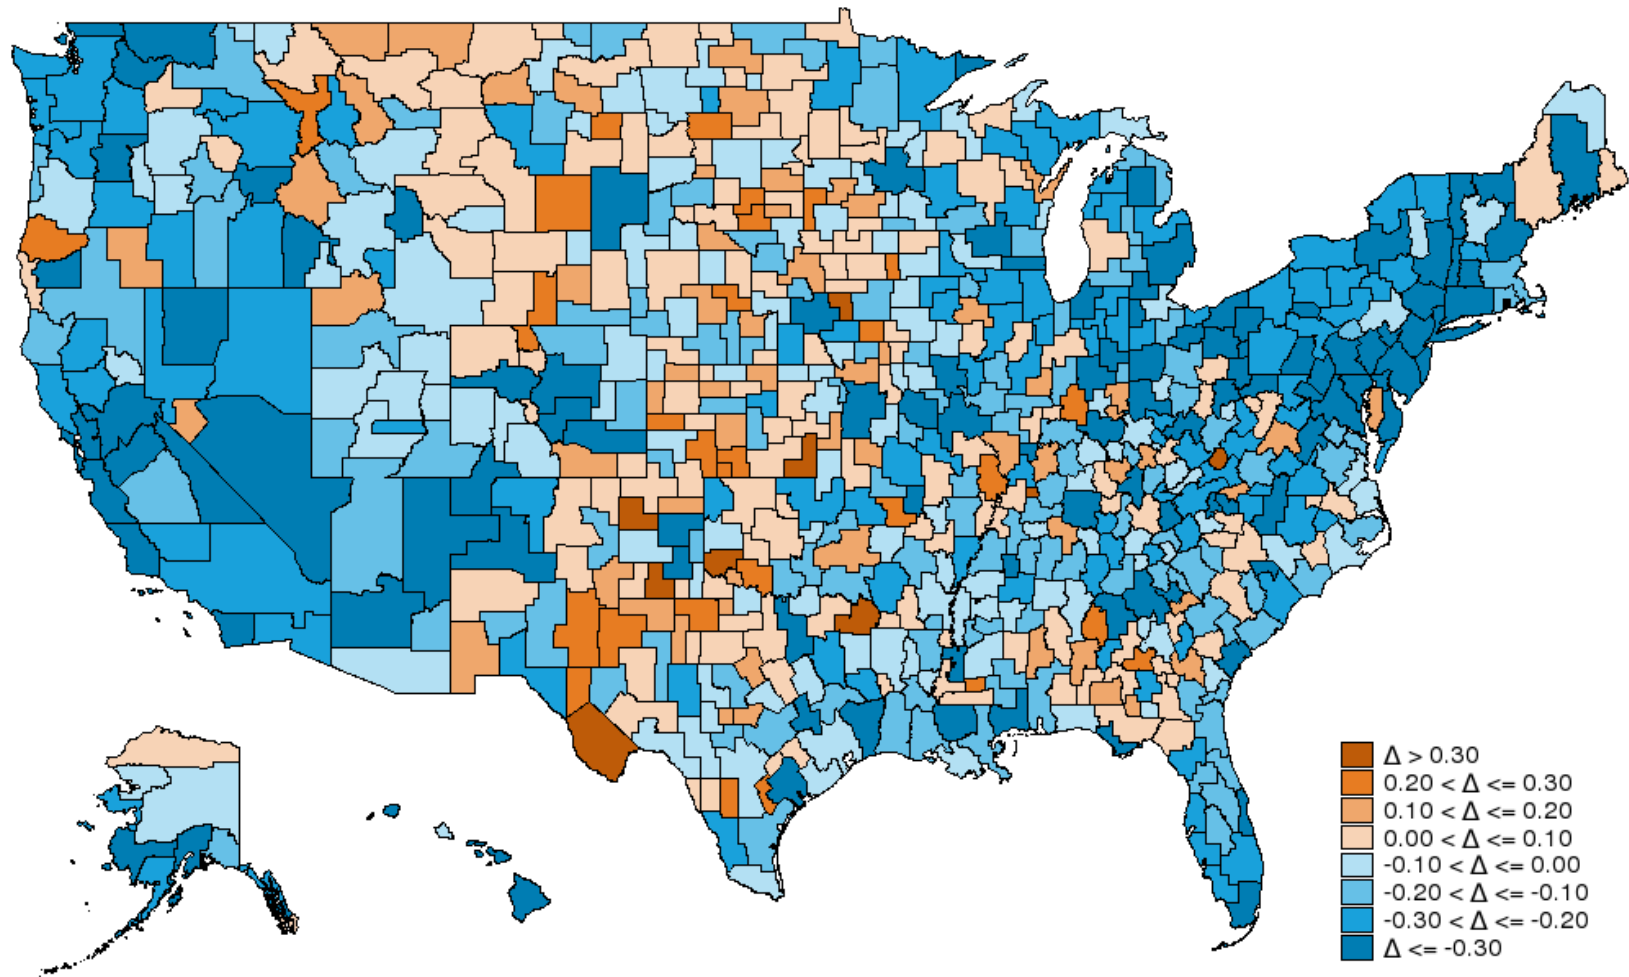 Δ > 0.30
0.20 < Δ <= 0.30
0.10 < Δ <= 0.20
0.00 < Δ <= 0.10
-0.10 < Δ <= 0.00
-0.20 < Δ <= -0.10
-0.30 < Δ <= -0.20
Δ <= -0.30